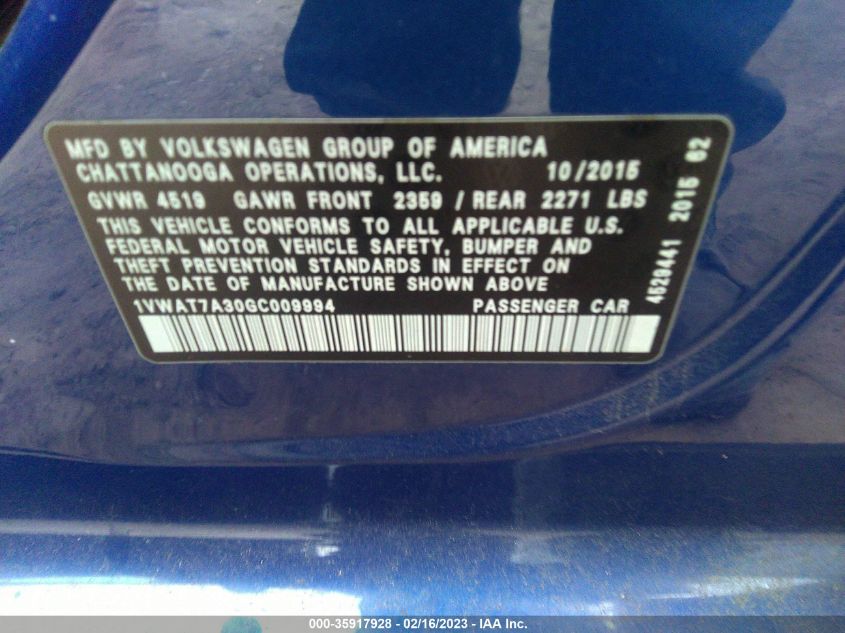 MFD BY VOLKSWAGEN GROUP OF AMERICA
CHATTANOOGA OPERATIONS, LLC. 10/2015
GVWR 4519 GAWR FRONT 2359 / REAR 2271 LBS
THIS VEHICLE CONFORMS TO ALL APPLICABLE U.S.
FEDERAL MOTOR VEHICLE SAFETY, BUMPER AND
THEFT PREVENTION STANDARDS IN EFFECT ON
THE DATE OF MANUFACTURE SHOWN ABOVE
1VWAT7A30GC009994 PASSENGER CAR
4529441 2015 62
000-35917928 - 02/16/2023 - IAA Inc.